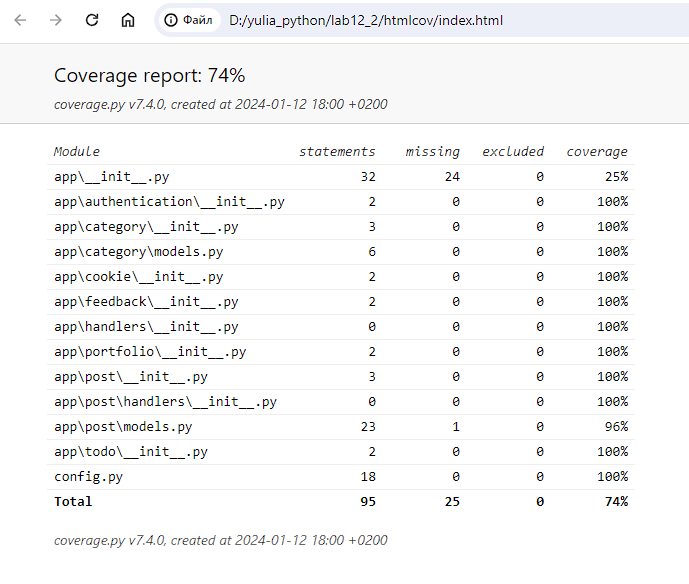 Файл D:/yulia_python/lab12_2/htmlcov/index.html
Coverage report: 74%
coverage.py v7.4.0, created at 2024-01-12 18:00 +0200
Module statements missing excluded coverage
app\__init__.py 32 24 0 25%
app\authentication\__init__.py 2 0 0 100%
app\category\__init__.py 3 0 0 100%
app\category\models.py 6 0 0 100%
app\cookie\__init__.py 2 0 0 100%
app\feedback\__init__.py 2 0 0 100%
app\handlers\__init__.py 0 0 0 100%
app\portfolio\__init__.py 2 0 0 100%
app\post\__init__.py 3 0 0 100%
app\post\handlers\__init__.py 0 0 0 100%
app\post\models.py 23 1 0 96%
app\todo\__init__.py 2 0 0 100%
config.py 18 0 0 100%
Total 95 25 0 74%
coverage.py v7.4.0, created at 2024-01-12 18:00 +0200